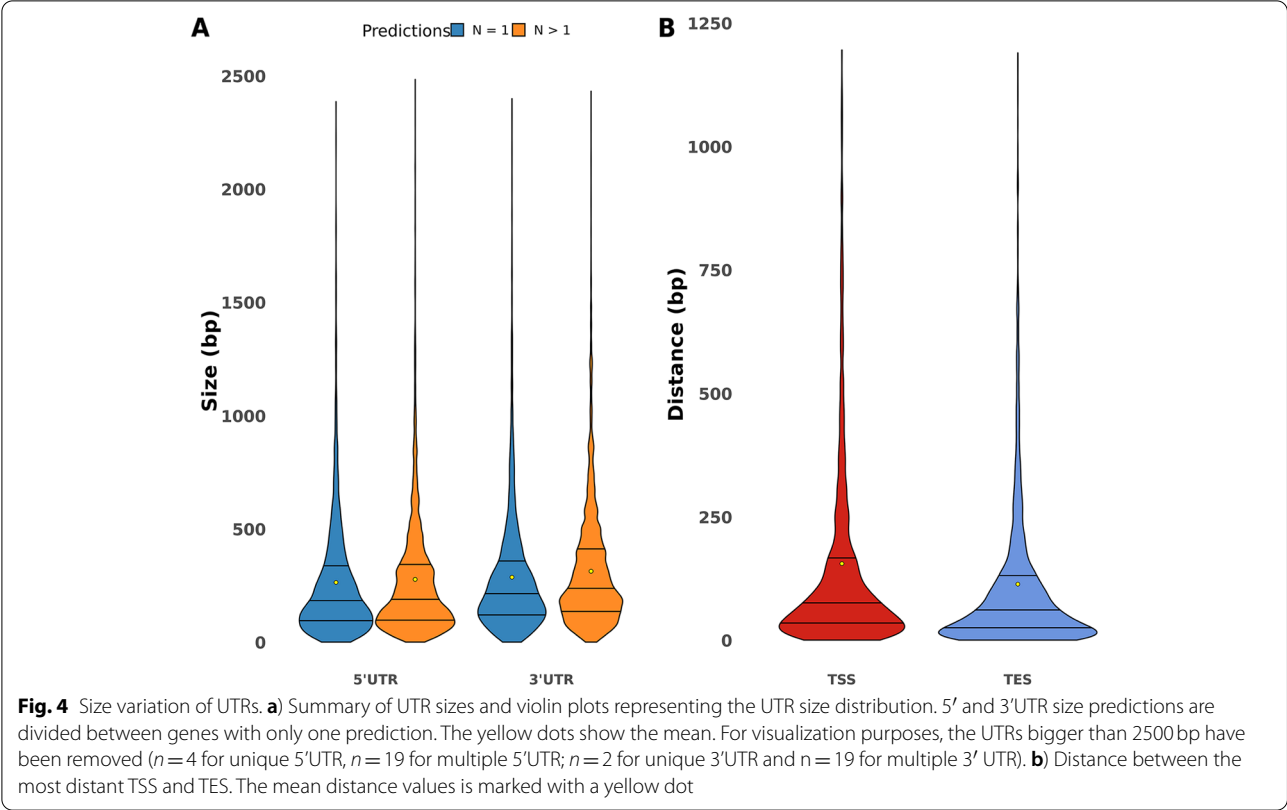 A
Predictions N = 1 N > 1
2500
2000
1500
1000
500
0
Size (bp)
5'UTR 3'UTR
B
1250
1000
750
500
250
0
Distance (bp)
TSS TES
Fig. 4 Size variation of UTRs. a) Summary of UTR sizes and violin plots representing the UTR size distribution. 5′ and 3’UTR size predictions are
divided between genes with only one prediction. The yellow dots show the mean. For visualization purposes, the UTRs bigger than 2500 bp have
been removed (n = 4 for unique 5’UTR, n = 19 for multiple 5’UTR; n = 2 for unique 3’UTR and n = 19 for multiple 3′ UTR). b) Distance between the
most distant TSS and TES. The mean distance values is marked with a yellow dot